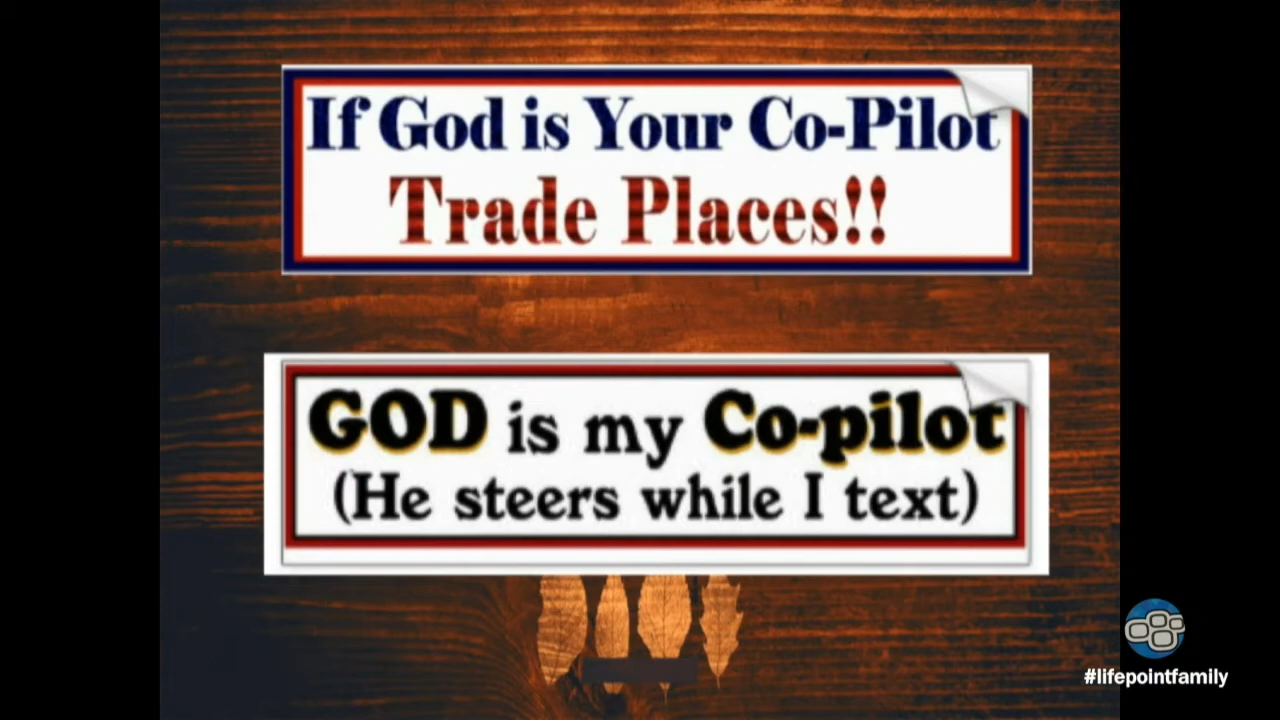 If God is Your Co-Pilot
Trade Places!!
GOD is my Co-pilot
(He steers while I text)
#lifepointfamily